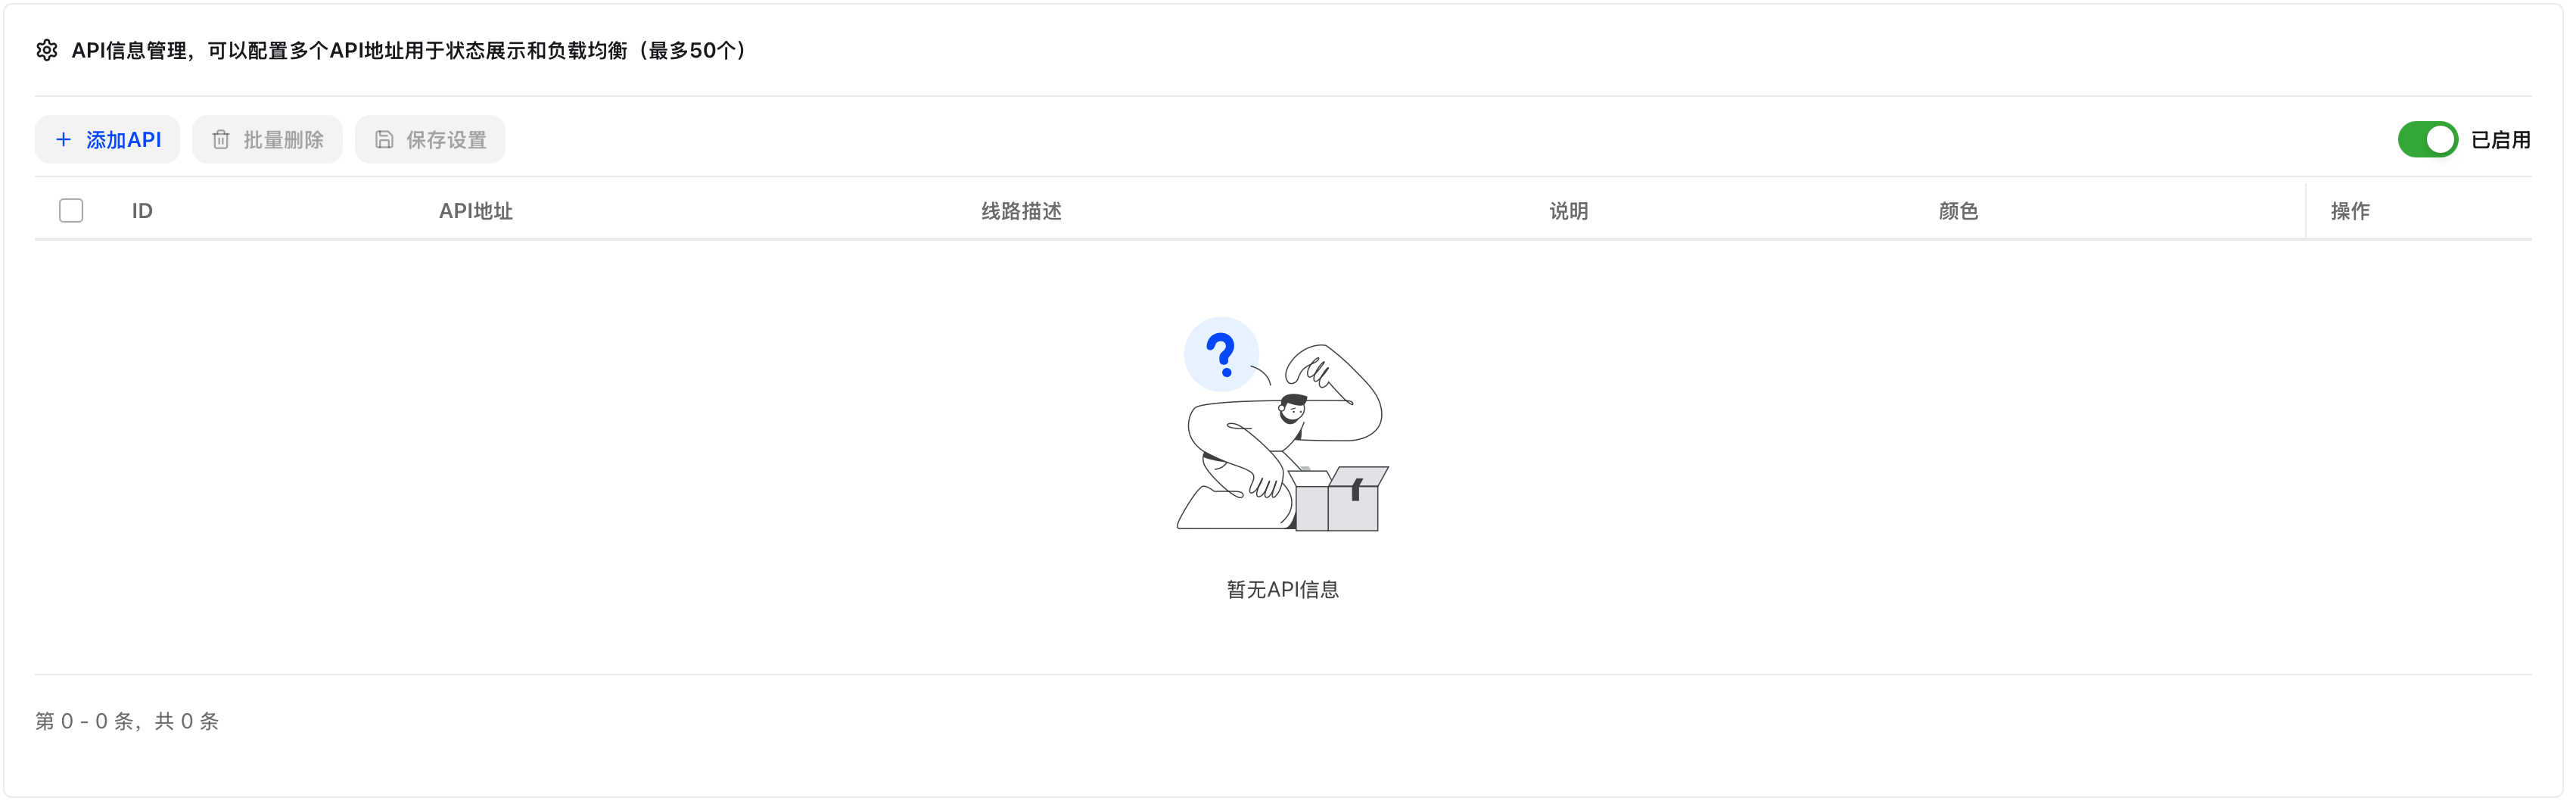 API信息管理，可以配置多个API地址用于状态展示和负载均衡（最多50个）
添加API 批量删除 保存设置 已启用
ID API地址 线路描述 说明 颜色 操作
?
暂无API信息
第 0 - 0 条，共 0 条